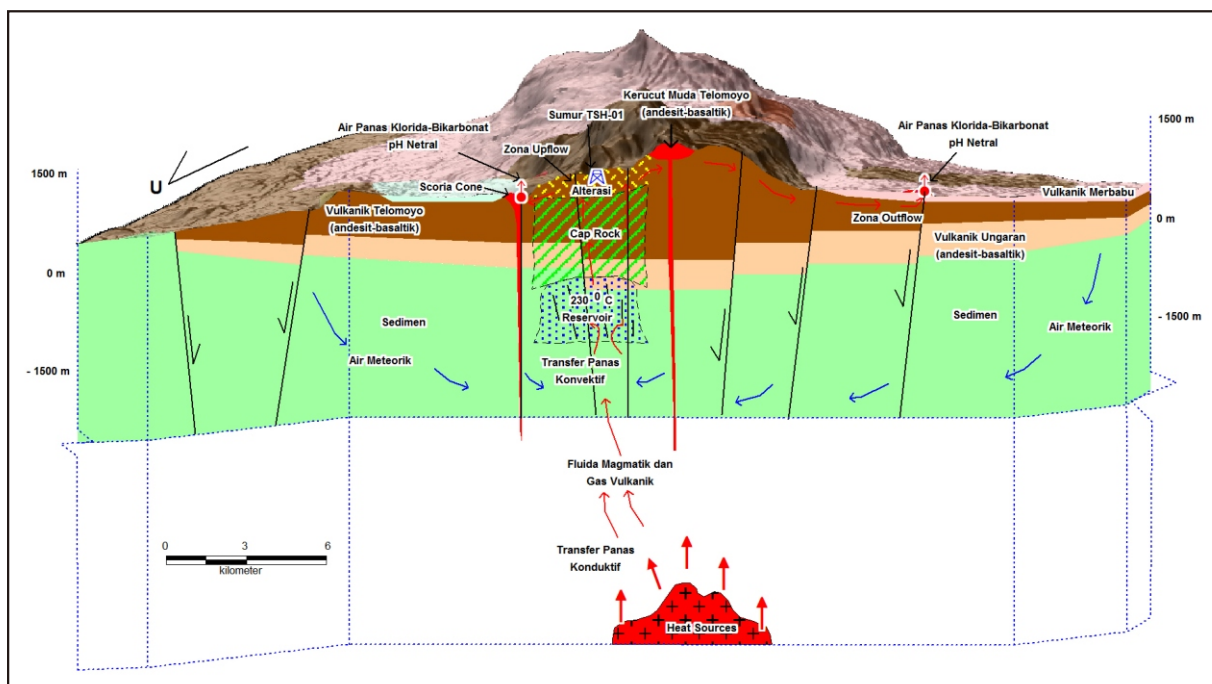 Kerucut Muda Telomoyo
(andesit-basaltik)
Sumur TSH-01
Air Panas Klorida-Bikarbonat
pH Netral
Zona Upflow
Air Panas Klorida-Bikarbonat
pH Netral
1500 m
1500 m
U
Scoria Cone
Alterasi
Vulkanik Merbabu
Vulkanik Telomoyo
(andesit-basaltik)
Zona Outflow
0 m
Cap Rock
Vulkanik Ungaran
(andesit-basaltik)
0 m
230 0 C
Reservoir
Sedimen
Sedimen
- 1500 m
Air Meteorik
Air Meteorik
Transfer Panas
Konvektif
- 1500 m
Fluida Magmatik dan
Gas Vulkanik
0 3 6
kilometer
Transfer Panas
Konduktif
Heat Sources